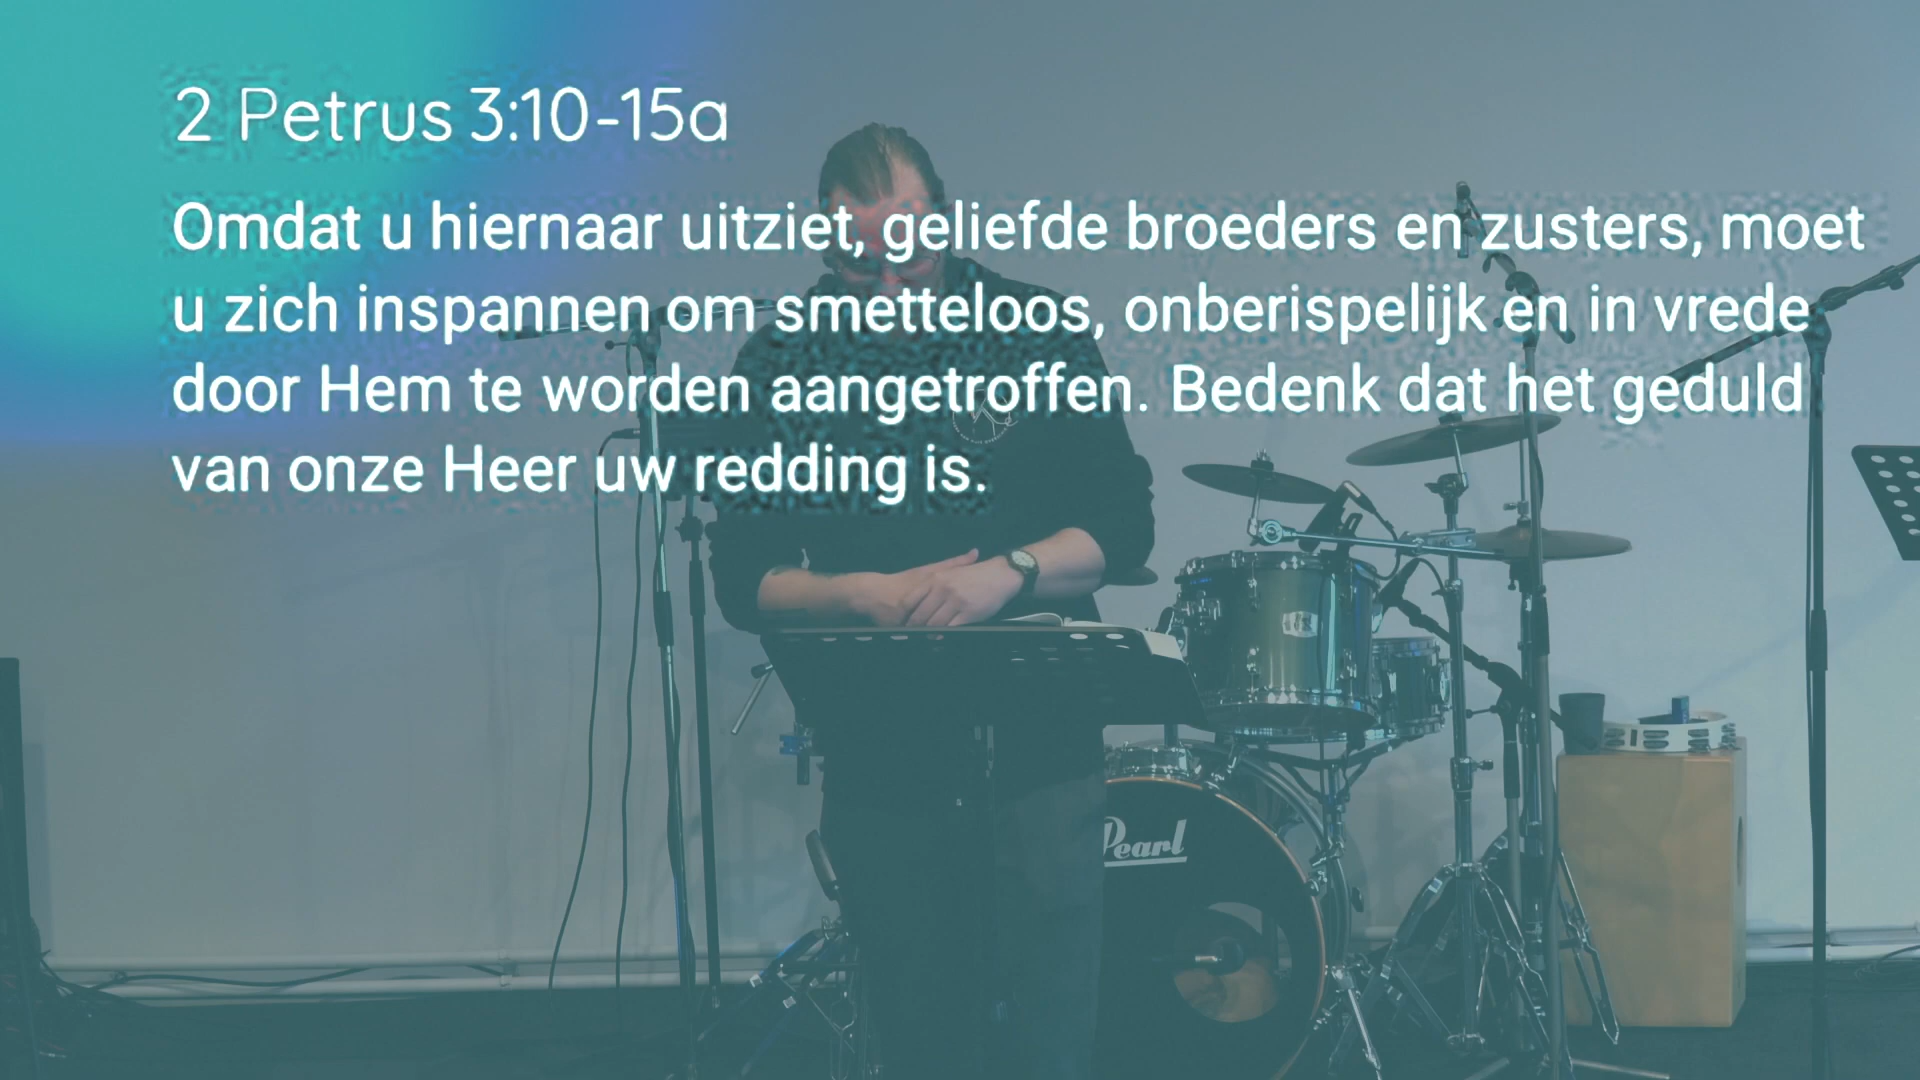 2 Petrus 3:10-15a
Omdat u hiernaar uitziet, geliefde broeders en zusters, moet
u zich inspannen om smetteloos, onberispelijk en in vrede
door Hem te worden aangetroffen. Bedenk dat het geduld
van onze Heer uw redding is.
Pearl